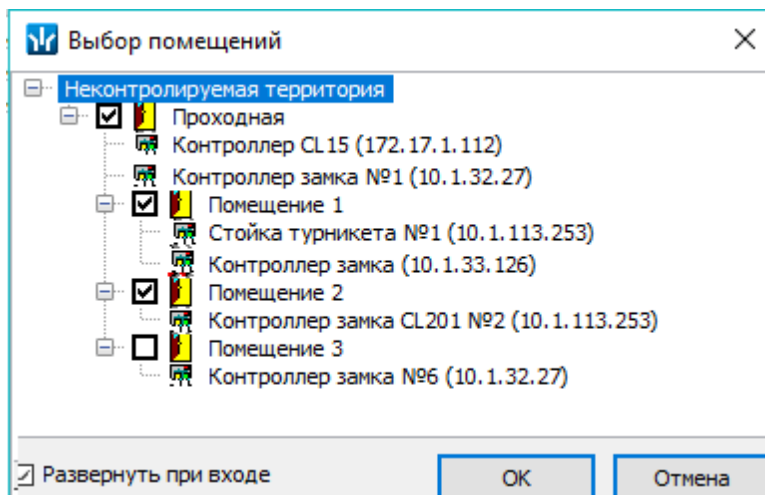 Выбор помещений
Неконтролируемая территория
Проходная
Контроллер CL15 (172.17.1.112)
Контроллер замка №1 (10.1.32.27)
Помещение 1
Стойка турникета №1 (10.1.113.253)
Контроллер замка (10.1.33.126)
Помещение 2
Контроллер замка CL201 №2 (10.1.113.253)
Помещение 3
Контроллер замка №6 (10.1.32.27)
Развернуть при входе
ОК
Отмена